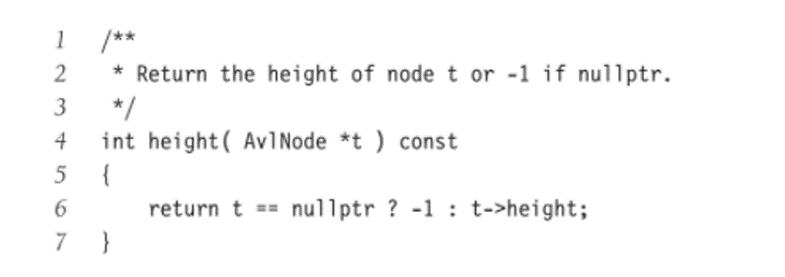 1 /**
2 * Return the height of node t or -1 if nullptr.
3 */
4 int height( AvlNode *t ) const
5 {
6 return t == nullptr ? -1 : t->height;
7 }